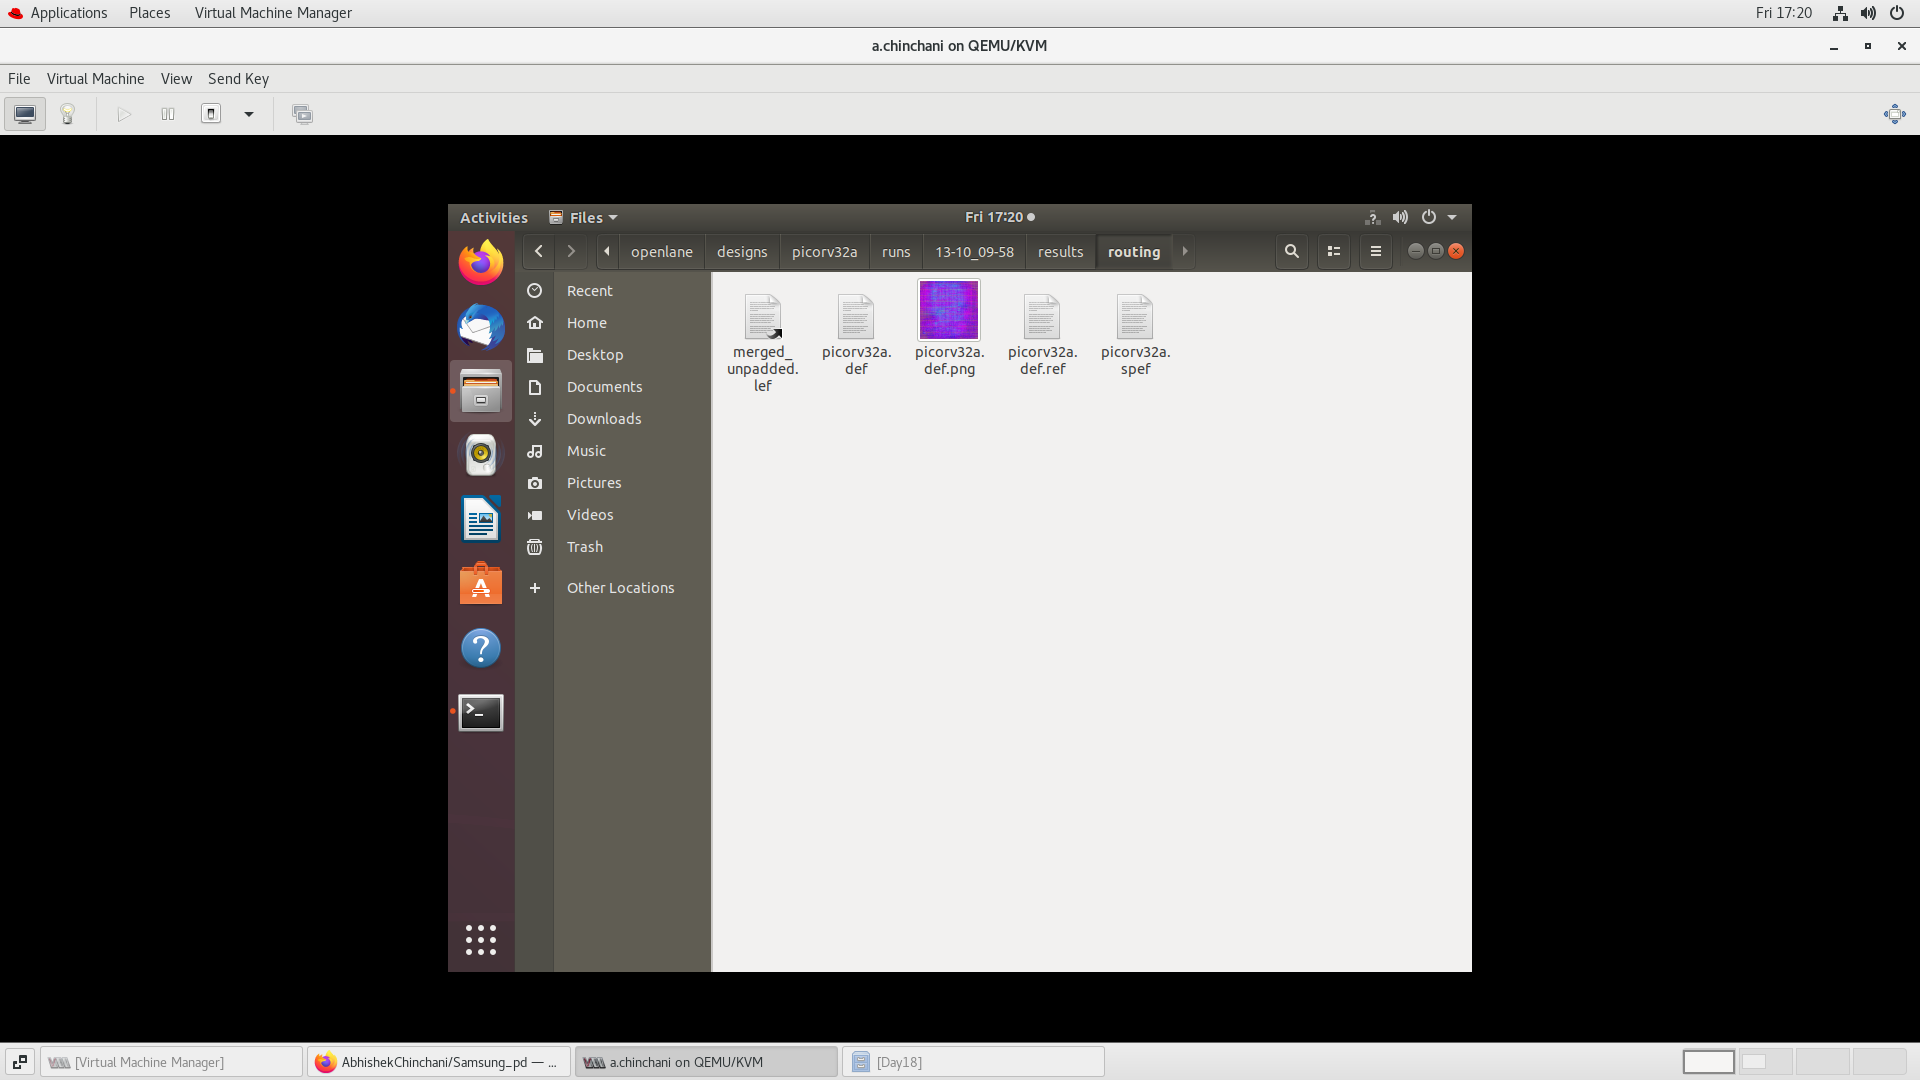 Applications Places Virtual Machine Manager Fri 17:20
a.chinchani on QEMU/KVM
File Virtual Machine View Send Key
Activities Files Fri 17:20
openlane designs picorv32a runs 13-10_09-58 results routing
Recent
Home
Desktop
Documents
Downloads
Music
Pictures
Videos
Trash
Other Locations
merged_
unpadded.
lef
picorv32a.
def
picorv32a.
def.png
picorv32a.
def.ref
picorv32a.
spef
[Virtual Machine Manager] AbhishekChinchani/Samsung_pd — ... a.chinchani on QEMU/KVM [Day18]